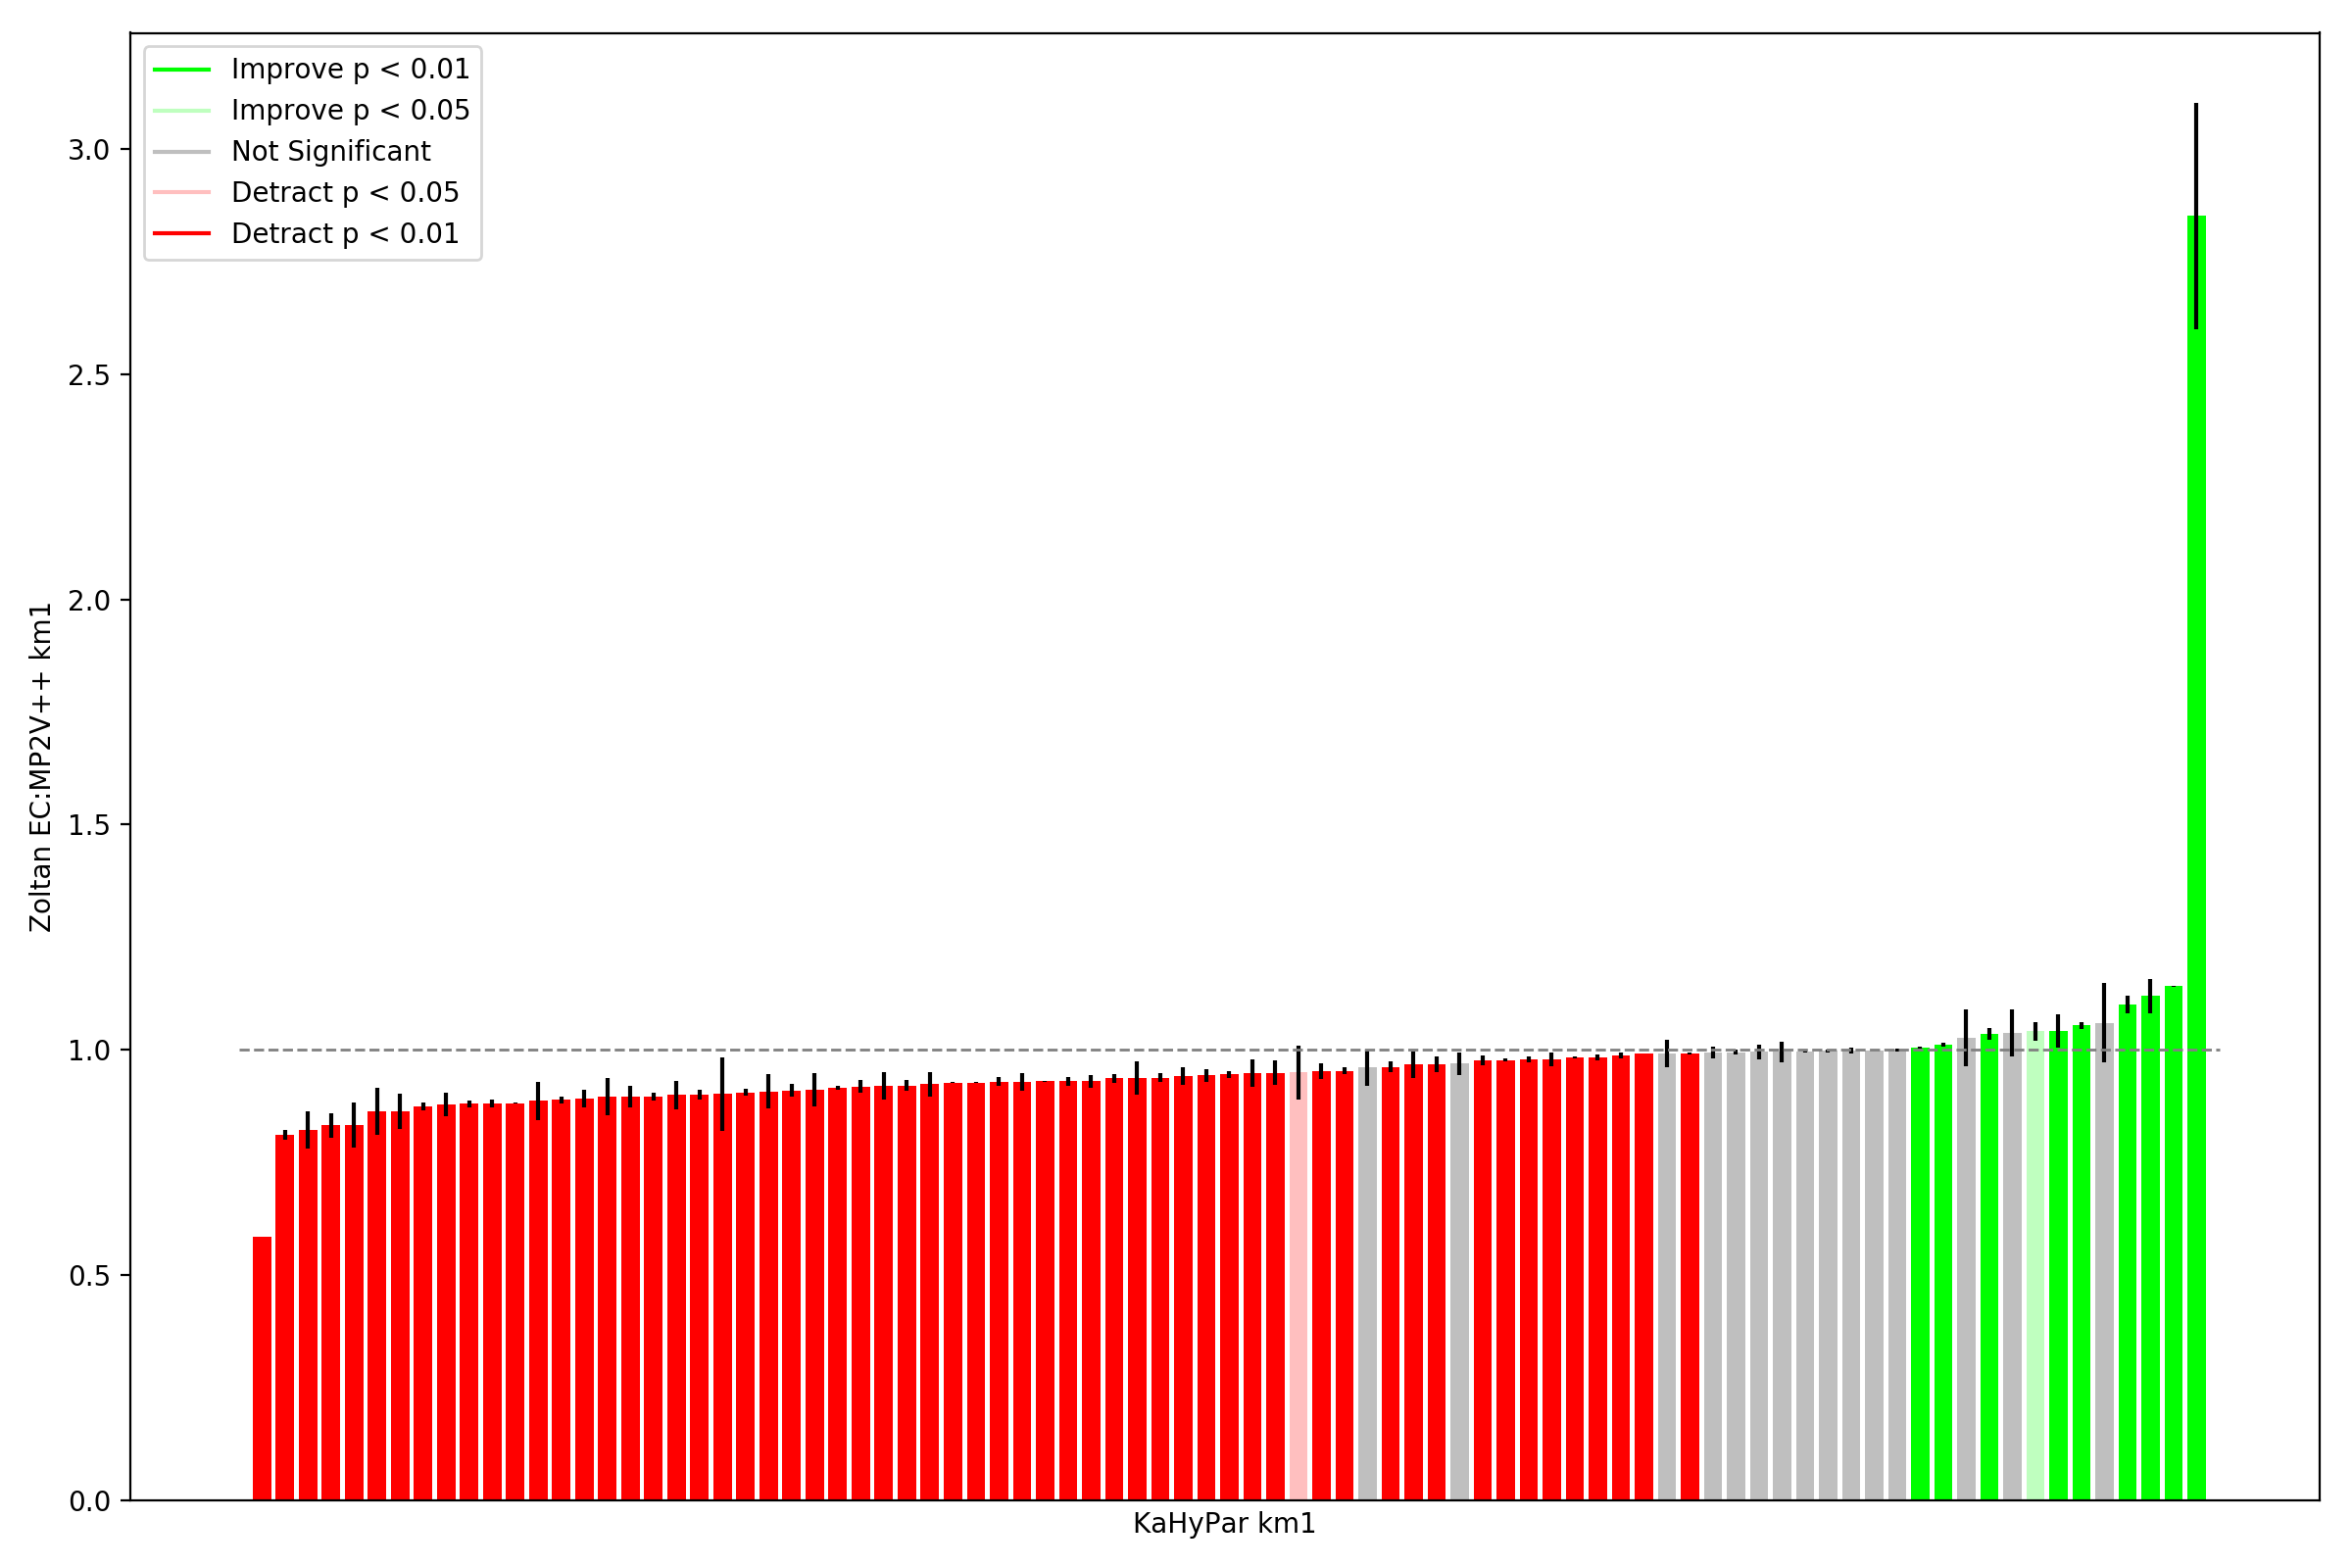 Improve p < 0.01
Improve p < 0.05
Not Significant
Detract p < 0.05
Detract p < 0.01
3.0
2.5
2.0
1.5
1.0
0.5
0.0
Zoltan EC:MP2V++ km1
KaHyPar km1